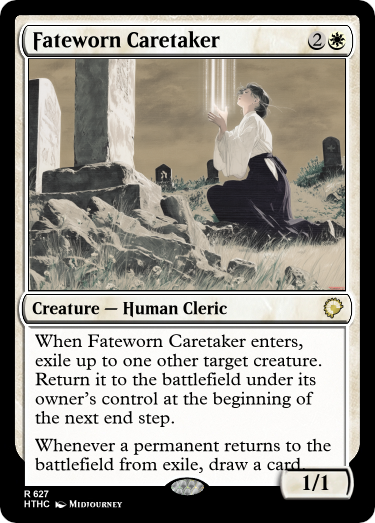 Fateworn Caretaker 2
Creature — Human Cleric
When Fateworn Caretaker enters,
exile up to one other target creature.
Return it to the battlefield under its
owner's control at the beginning of
the next end step.
Whenever a permanent returns to the
battlefield from exile, draw a card.
1/1
R 627
HTHC Midjourney